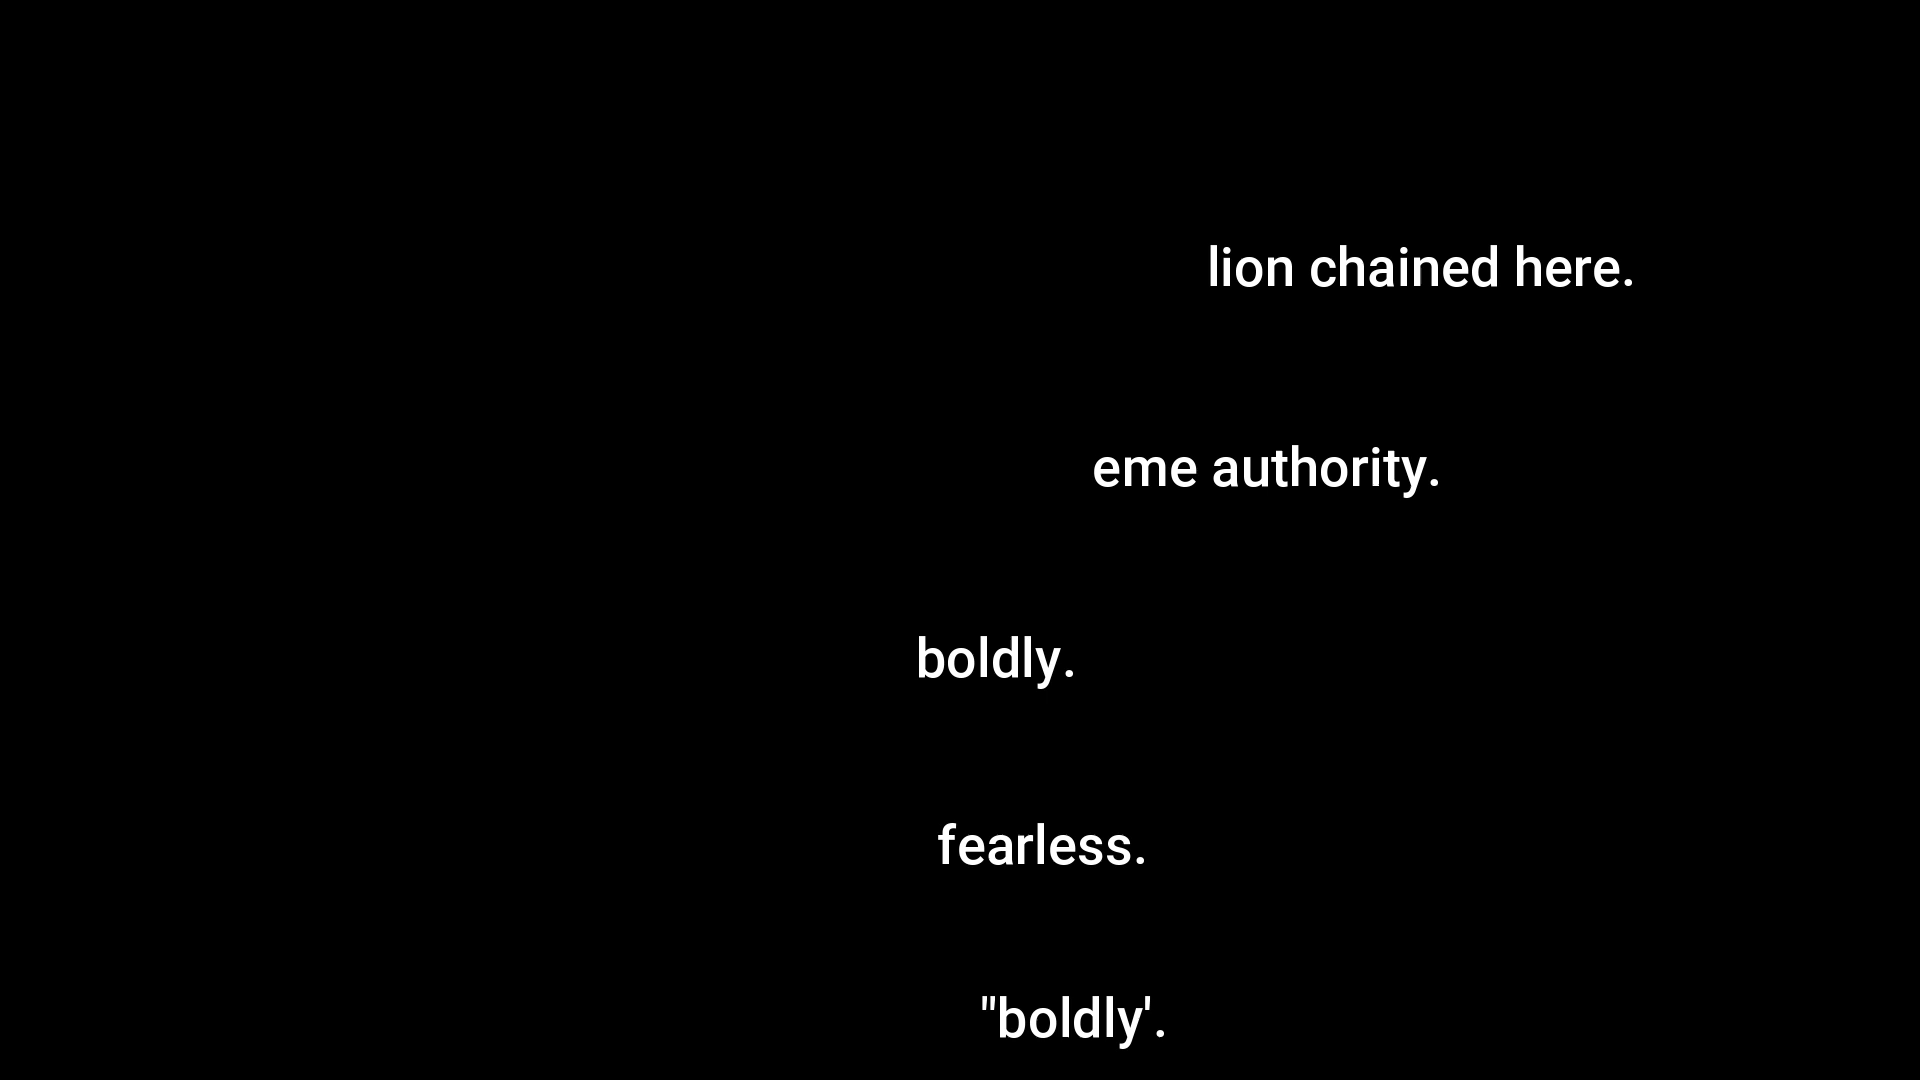 lion chained here.
eme authority.
boldly.
fearless.
"boldly'.